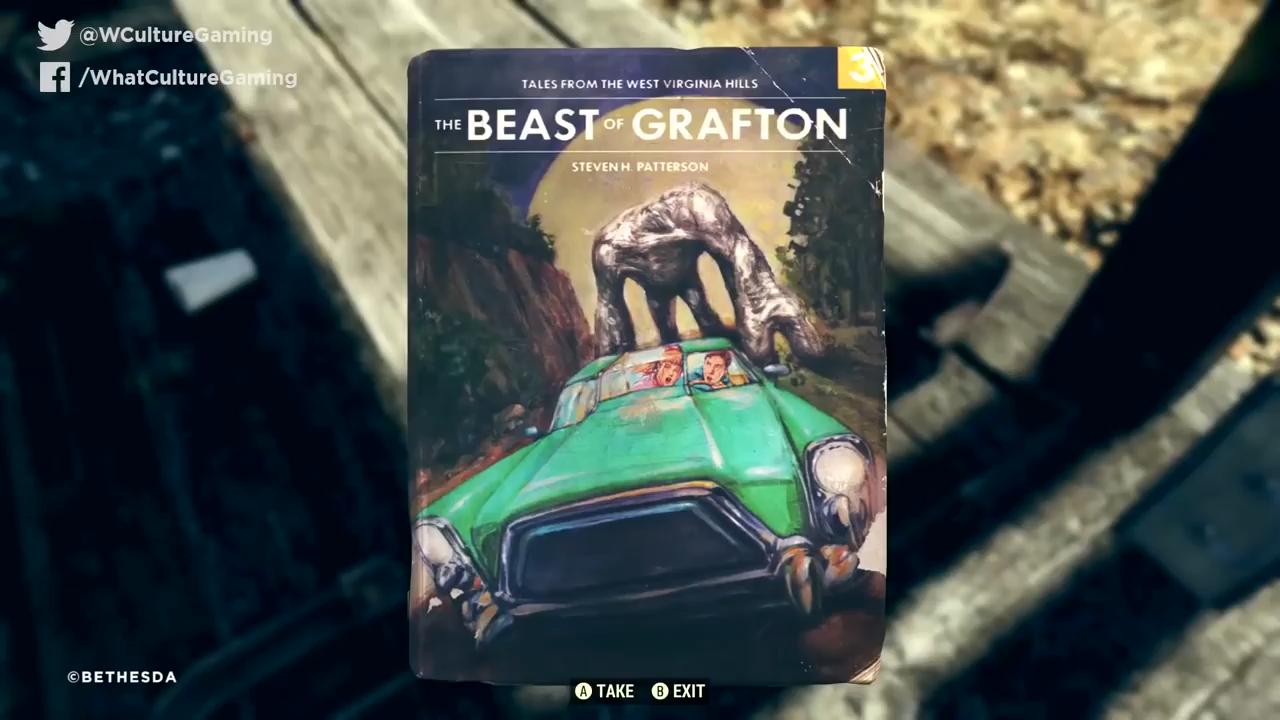 @WCultureGaming
/WhatCultureGaming
3
TALES FROM THE WEST VIRGINIA HILLS
THE BEAST OF GRAFTON
STEVEN H. PATTERSON
©BETHESDA
A TAKE B EXIT